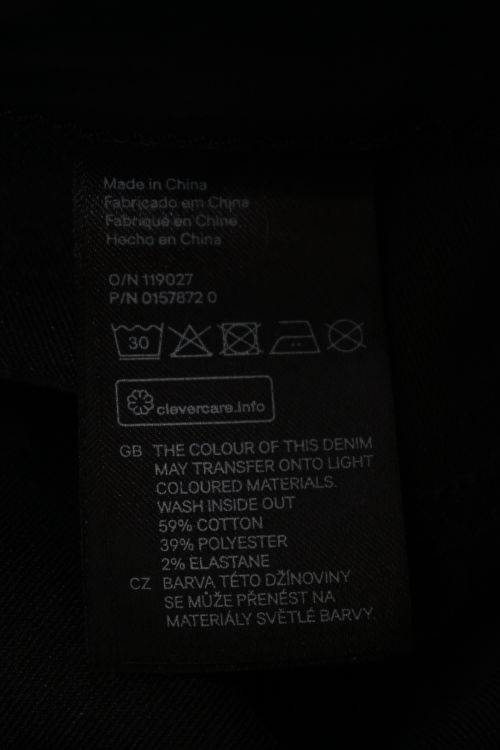 Made in China
Fabricado em China
Fabriqué en Chine
Hecho en China
O/N 119027
P/N 0157872 0
30
clevercare.info
GB THE COLOUR OF THIS DENIM
MAY TRANSFER ONTO LIGHT
COLOURED MATERIALS.
WASH INSIDE OUT
59% COTTON
39% POLYESTER
2% ELASTANE
CZ BARVA TÉTO DŽÍNOVINY
SE MŮŽE PŘENÉST NA
MATERIÁLY SVĚTLÉ BARVY.